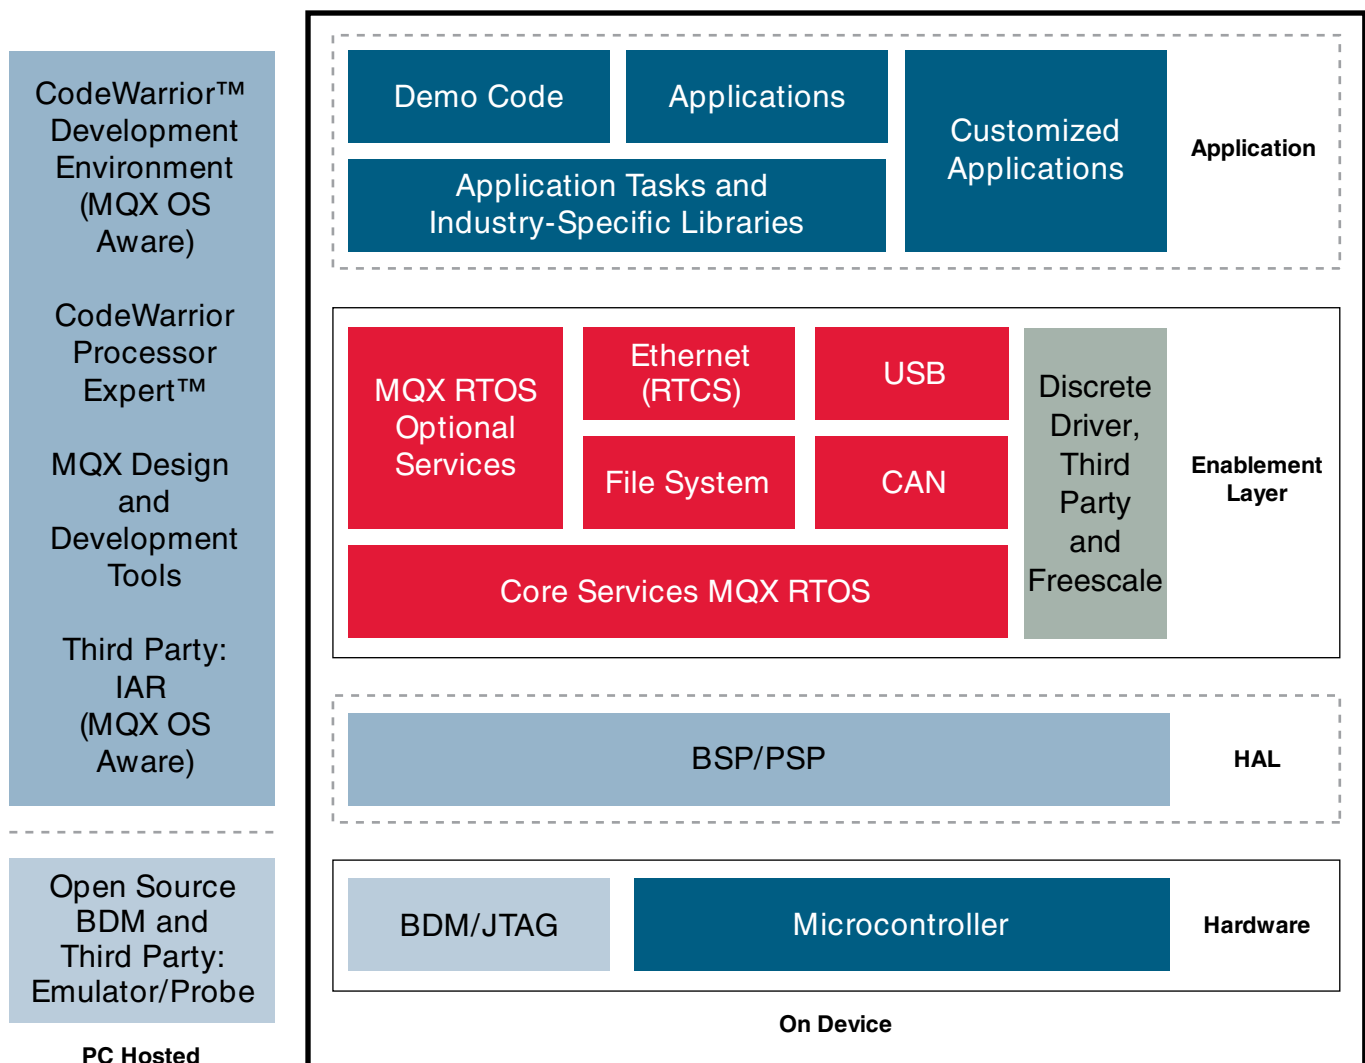 CodeWarrior™
Development
Environment
(MQX OS
Aware)
CodeWarrior
Processor
Expert™
MQX Design
and
Development
Tools
Third Party:
IAR
(MQX OS
Aware)
Open Source
BDM and
Third Party:
Emulator/Probe
PC Hosted
Demo Code
Applications
Customized
Applications
Application Tasks and
Industry-Specific Libraries
Application
MQX RTOS
Optional
Services
Ethernet
(RTCS)
USB
File System
CAN
Core Services MQX RTOS
Discrete
Driver,
Third
Party
and
Freescale
Enablement
Layer
BSP/PSP
HAL
BDM/JTAG
Microcontroller
Hardware
On Device